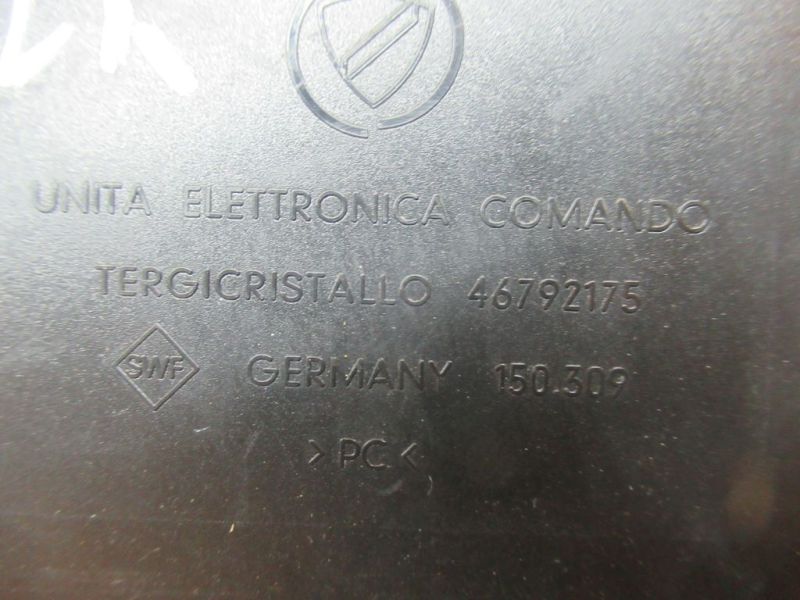 UNITA ELETTRONICA COMANDO
TERGICRISTALLO 46792175
SWF GERMANY 150.309
>PC<